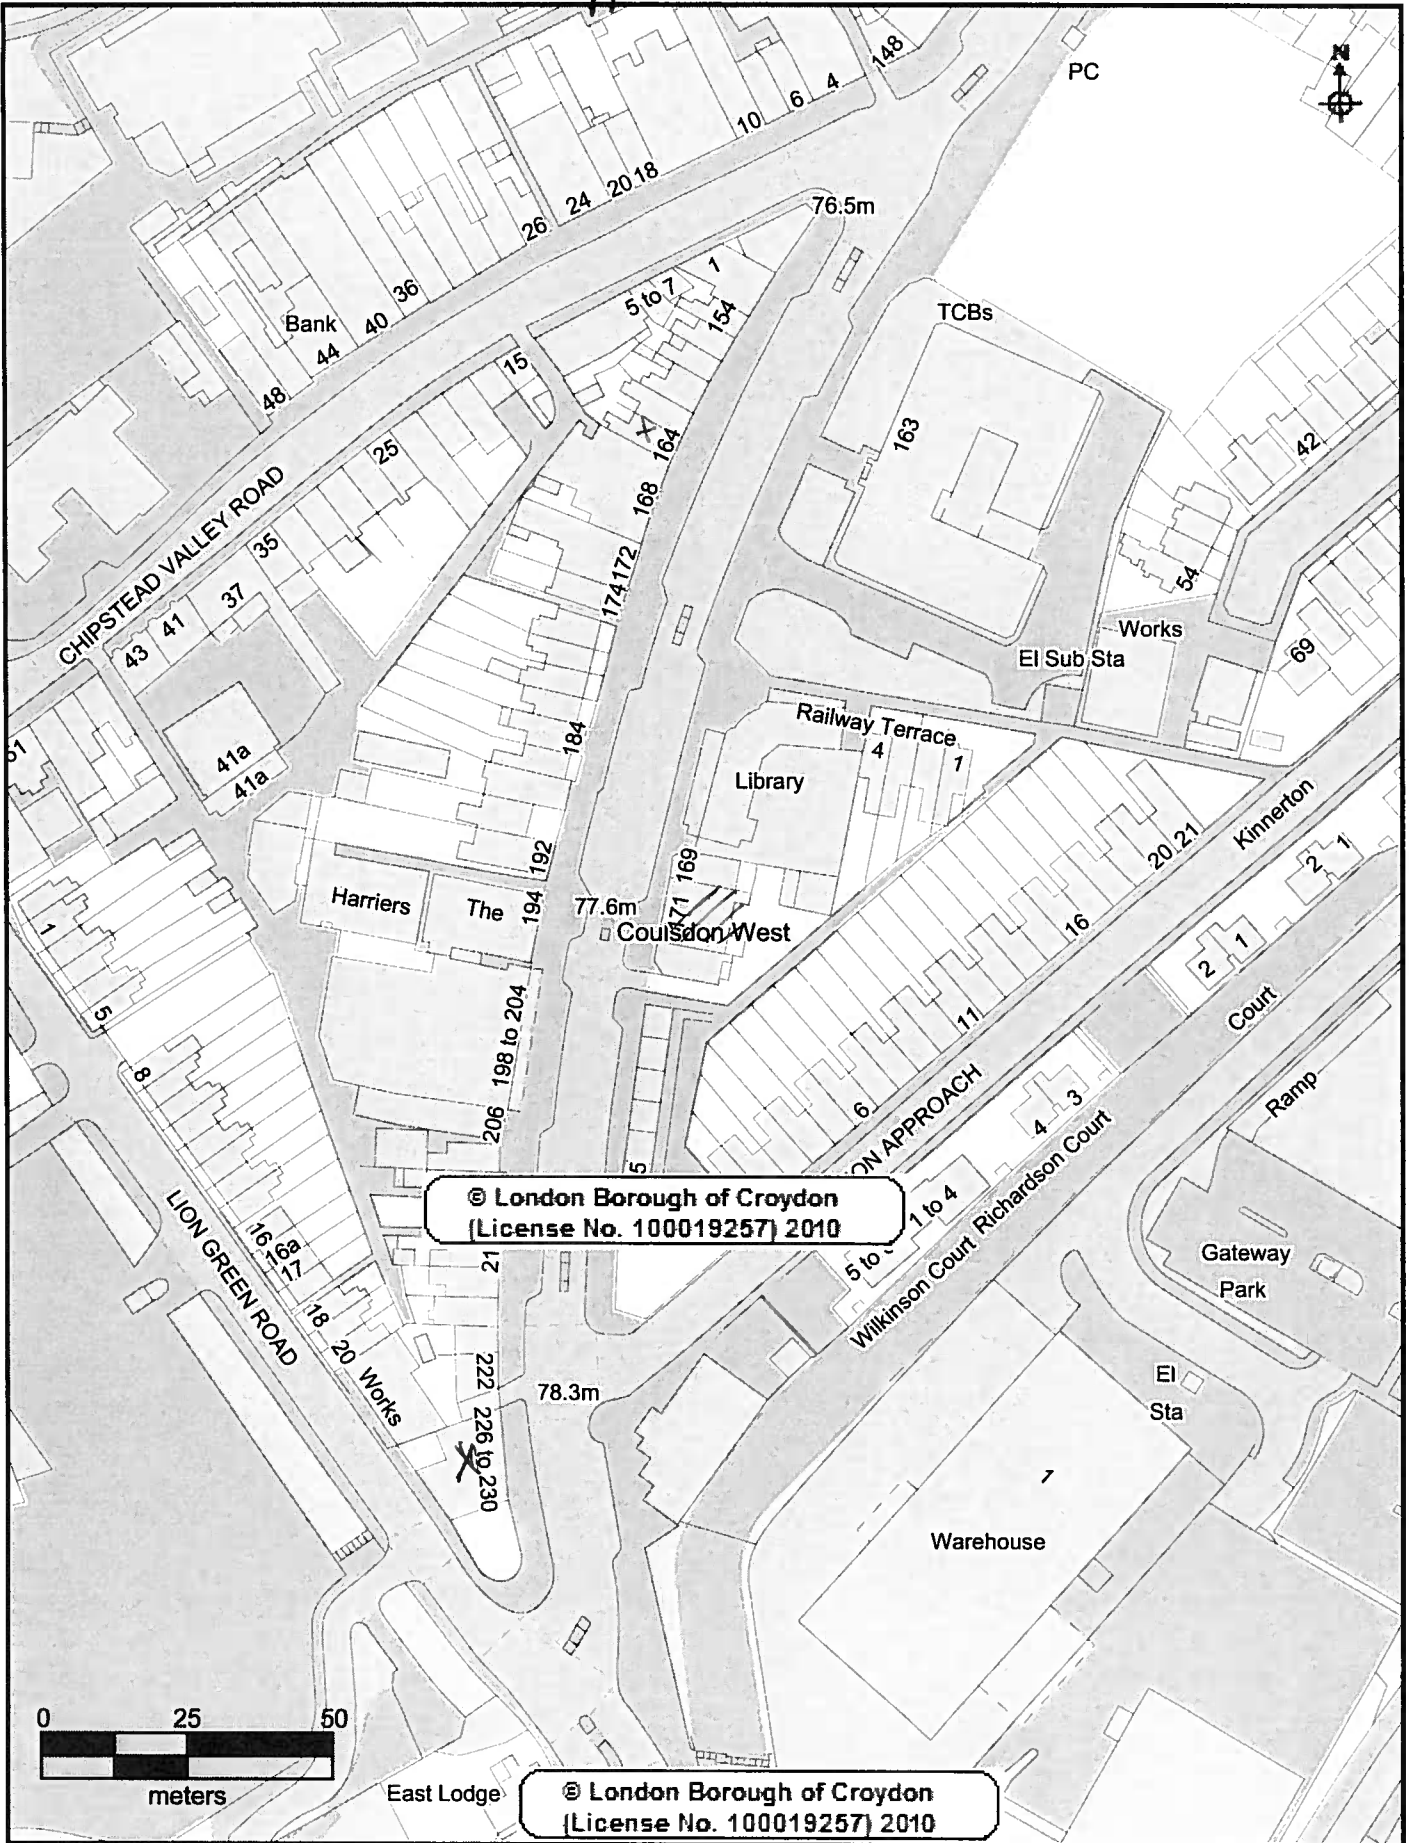 148
PC
N
4
6
10
18
20
24
26
76.5m
1
5 to 7
154
36
Bank
40
44
48
TCBs
15
163
25
164
42
168
CHIPSTEAD VALLEY ROAD
35
172
174
54
37
41
43
Works
El Sub Sta
69
Railway Terrace
4
1
184
51
41a
41a
Library
Kinnerton
20 21
2 1
192
169
Harriers
The
194
77.6m
171
Coulsdon West
16
1
1
2
5
198 to 204
11
Court
8
206
6
ON APPROACH
3
4
Ramp
5
© London Borough of Croydon
(License No. 100019257) 2010
1 to 4
5 to
Wilkinson Court Richardson Court
LION GREEN ROAD
16
16a
17
21
Gateway
Park
18
20
Works
222
78.3m
El
Sta
226 to 230
1
Warehouse
0 25 50
meters
East Lodge
© London Borough of Croydon
(License No. 100019257) 2010